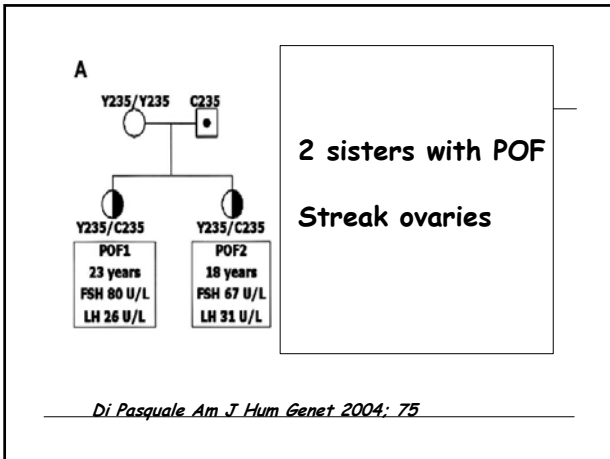 A
Y235/Y235 C235
Y235/C235 Y235/C235
POF1
23 years
FSH 80 U/L
LH 26 U/L
POF2
18 years
FSH 67 U/L
LH 31 U/L
2 sisters with POF
Streak ovaries
Di Pasquale Am J Hum Genet 2004; 75